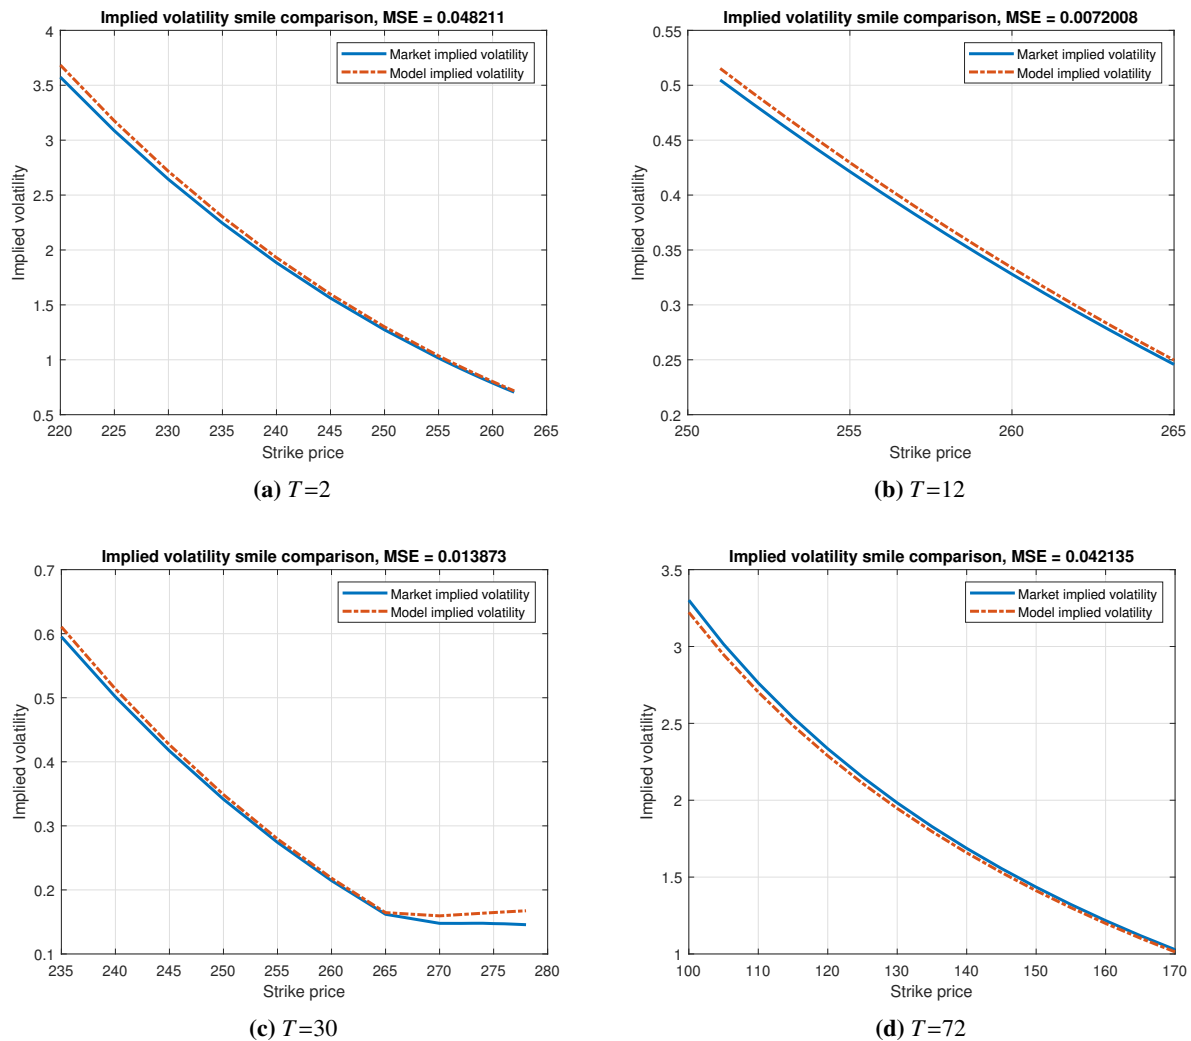 Implied volatility smile comparison, MSE = 0.048211
Market implied volatility
Model implied volatility
Implied volatility
4
3.5
3
2.5
2
1.5
1
0.5
220 225 230 235 240 245 250 255 260 265
Strike price
(a) T=2
Implied volatility smile comparison, MSE = 0.0072008
Market implied volatility
Model implied volatility
Implied volatility
0.55
0.5
0.45
0.4
0.35
0.3
0.25
0.2
250 255 260 265
Strike price
(b) T=12
Implied volatility smile comparison, MSE = 0.013873
Market implied volatility
Model implied volatility
Implied volatility
0.7
0.6
0.5
0.4
0.3
0.2
0.1
235 240 245 250 255 260 265 270 275 280
Strike price
(c) T=30
Implied volatility smile comparison, MSE = 0.042135
Market implied volatility
Model implied volatility
Implied volatility
3.5
3
2.5
2
1.5
1
100 110 120 130 140 150 160 170
Strike price
(d) T=72